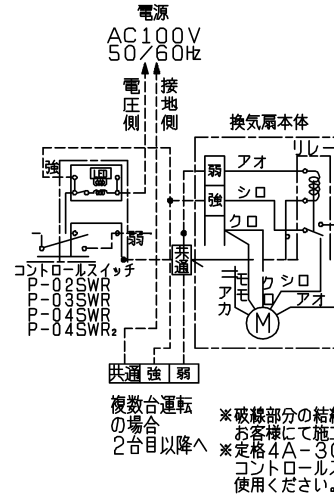 電源
AC100V
50/60Hz
電圧側
接地側
換気扇本体
リレー
強
LED
弱
強
アオ
シロ
クロ
弱
共通
コントロールスイッチ
P-02SWR
P-03SWR
P-04SWR
P-04SWR2
アカ
モモ
クロ
シロ
アオ
M
共通 強 弱
複数台運転
の場合
2台目以降へ
※破線部分の結線
お客様にて施工
※定格4A-30
コントロールス
使用ください。